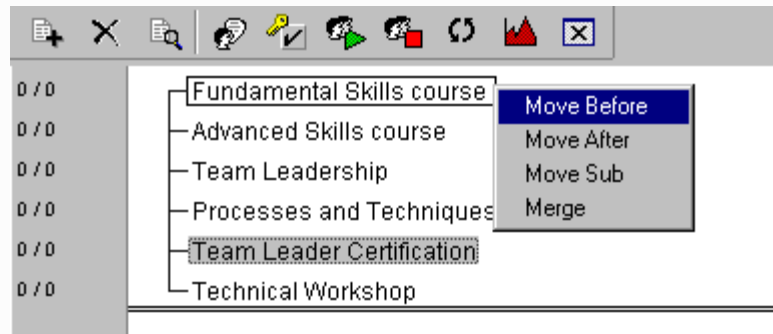 0 / 0 Fundamental Skills course
Move Before
0 / 0 Advanced Skills course
Move After
0 / 0 Team Leadership
Move Sub
0 / 0 Processes and Techniques
Merge
0 / 0 Team Leader Certification
0 / 0 Technical Workshop